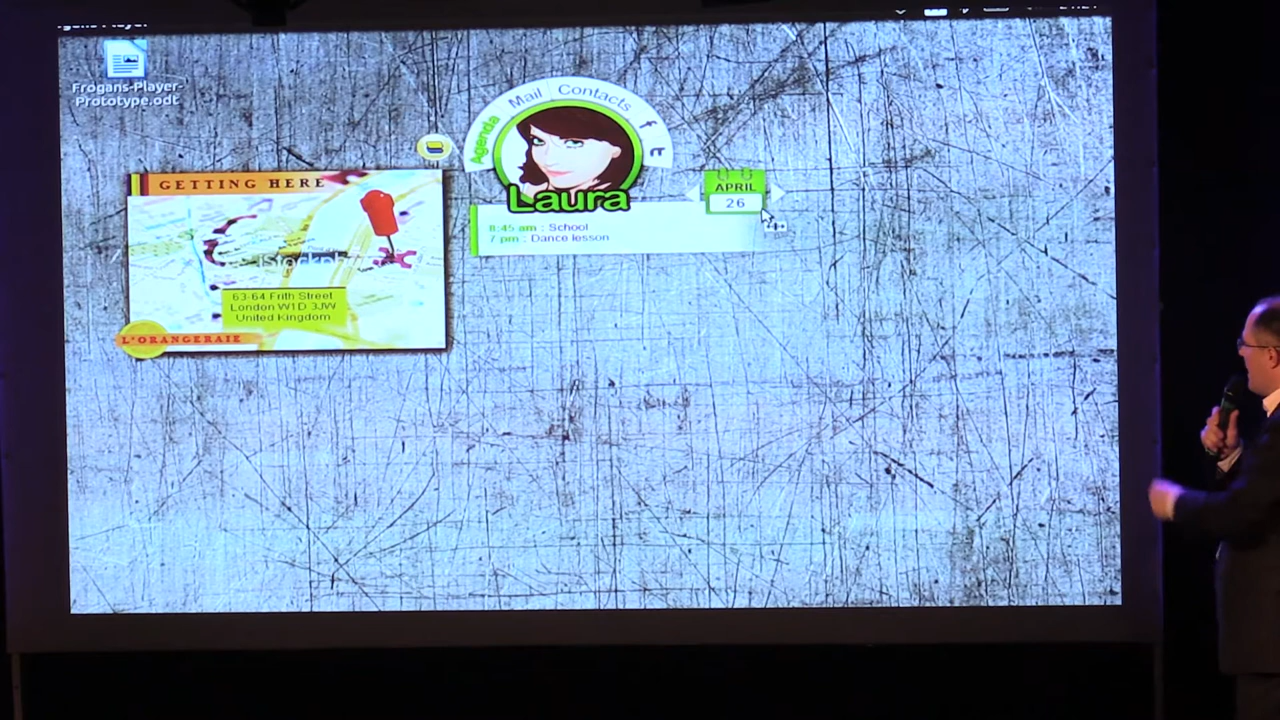 Frogans-Player-
Prototype.odt
Agenda
Mail
Contacts
f
Laura
APRIL
26
8:45 am : School
7 pm : Dance lesson
GETTING HERE
63-64 Frith Street
London W1D 3JW
United Kingdom
L'ORANGERAIE